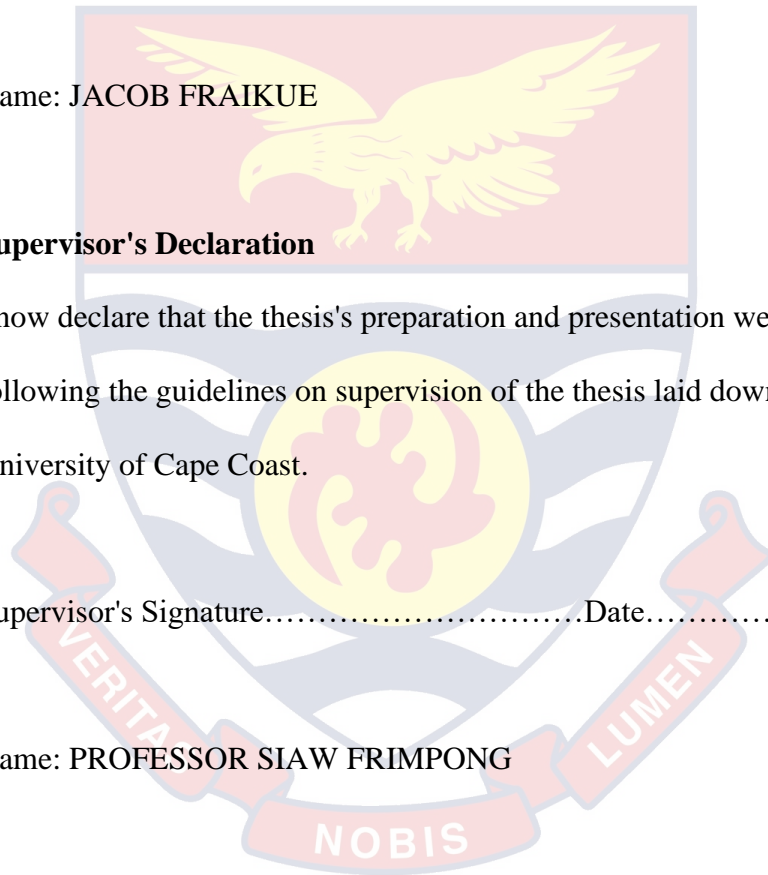 ame: JACOB FRAIKUE
upervisor's Declaration
now declare that the thesis's preparation and presentation we
ollowing the guidelines on supervision of the thesis laid down
niversity of Cape Coast.
upervisor's Signature…………………………….Date………….
ame: PROFESSOR SIAW FRIMPONG
VERITAS
NOBIS
LUMEN